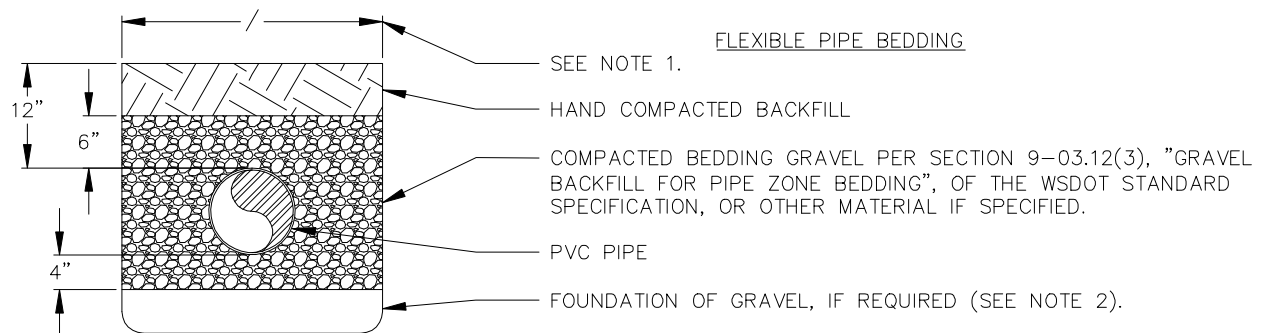 FLEXIBLE PIPE BEDDING
SEE NOTE 1.
12"
HAND COMPACTED BACKFILL
6"
COMPACTED BEDDING GRAVEL PER SECTION 9-03.12(3), "GRAVEL
BACKFILL FOR PIPE ZONE BEDDING", OF THE WSDOT STANDARD
SPECIFICATION, OR OTHER MATERIAL IF SPECIFIED.
PVC PIPE
4"
FOUNDATION OF GRAVEL, IF REQUIRED (SEE NOTE 2).